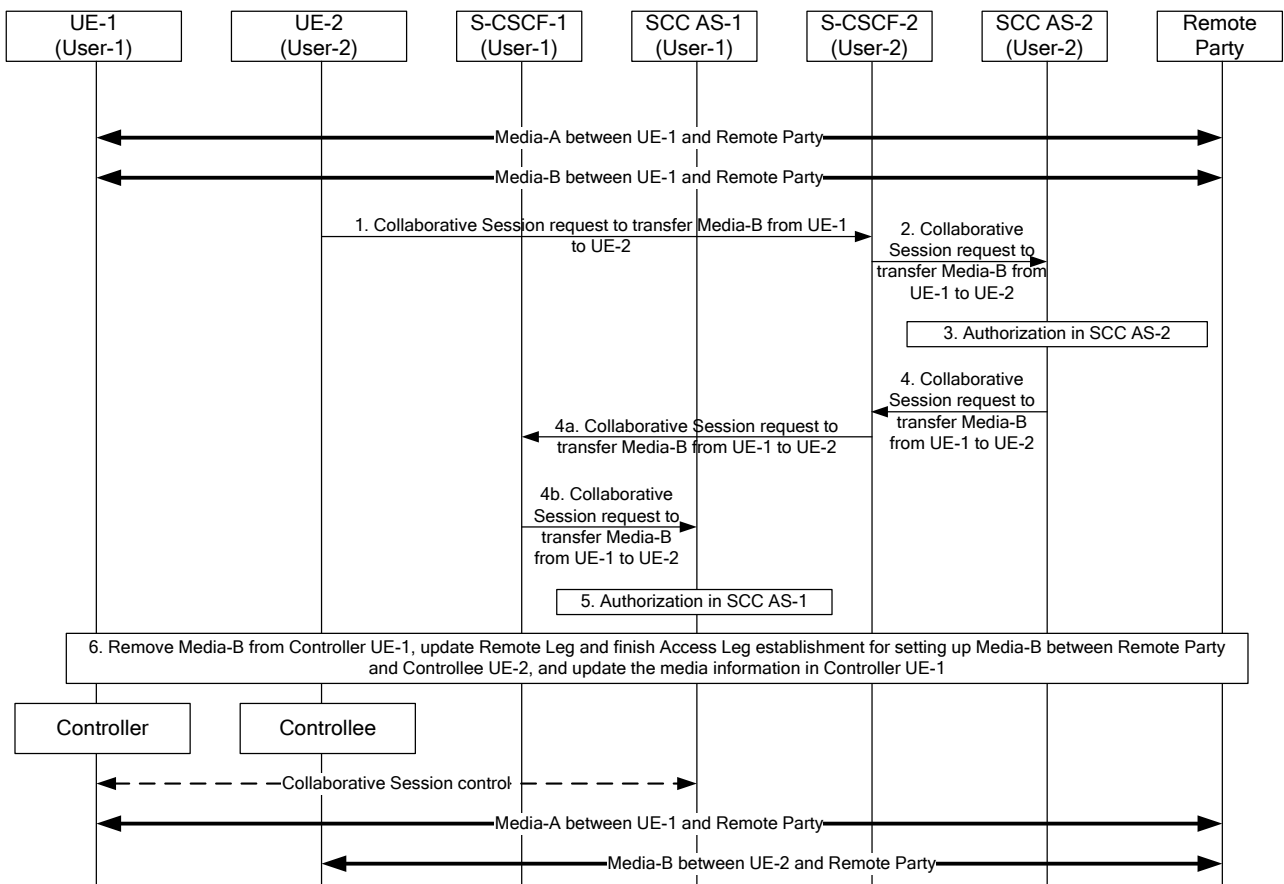 UE-1
(User-1)
UE-2
(User-2)
S-CSCF-1
(User-1)
SCC AS-1
(User-1)
S-CSCF-2
(User-2)
SCC AS-2
(User-2)
Remote
Party
Media-A between UE-1 and Remote Party
Media-B between UE-1 and Remote Party
1. Collaborative Session request to transfer Media-B from UE-1
to UE-2
2. Collaborative
Session request to
transfer Media-B from
UE-1 to UE-2
3. Authorization in SCC AS-2
4. Collaborative
Session request to
transfer Media-B
from UE-1 to UE-2
4a. Collaborative Session request to
transfer Media-B from UE-1 to UE-2
4b. Collaborative
Session request to
transfer Media-B
from UE-1 to UE-2
5. Authorization in SCC AS-1
6. Remove Media-B from Controller UE-1, update Remote Leg and finish Access Leg establishment for setting up Media-B between Remote Party
and Controllee UE-2, and update the media information in Controller UE-1
Controller
Controllee
Collaborative Session control
Media-A between UE-1 and Remote Party
Media-B between UE-2 and Remote Party